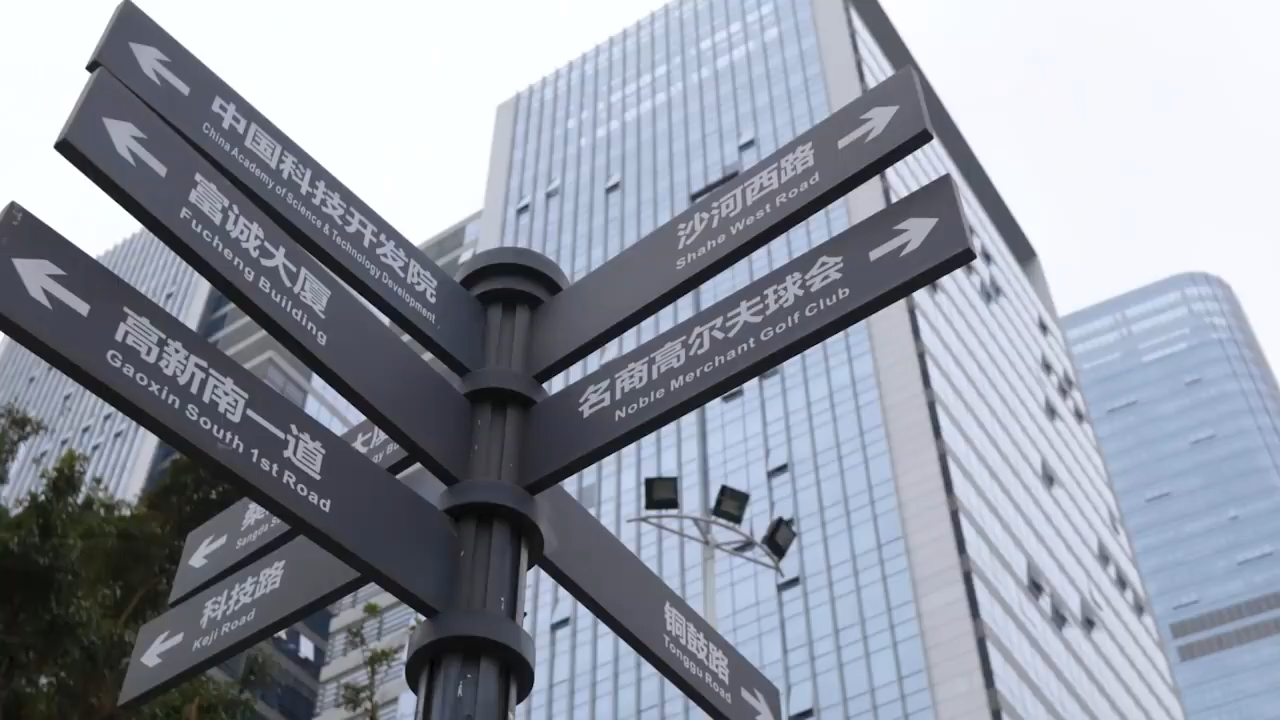 中国科技开发院
China Academy of Science & Technology Development
富诚大厦
Fucheng Building
高新南一道
Gaoxin South 1st Road
沙河西路
Shahe West Road
名商高尔夫球会
Noble Merchant Golf Club
科技路
Keji Road
铜鼓路
Tonggu Road